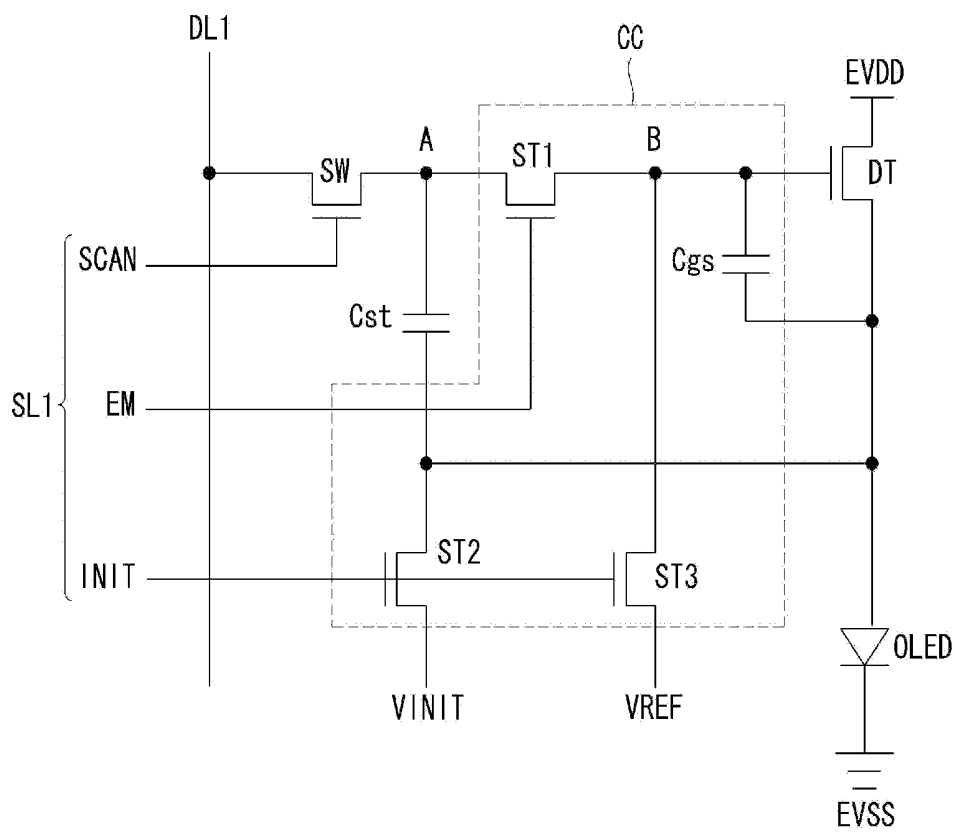 DL1
CC
EVDD
A
B
SW
ST1
DT
SCAN
Cgs
Cst
SL1
EM
ST2
INIT
ST3
OLED
VINIT
VREF
EVSS